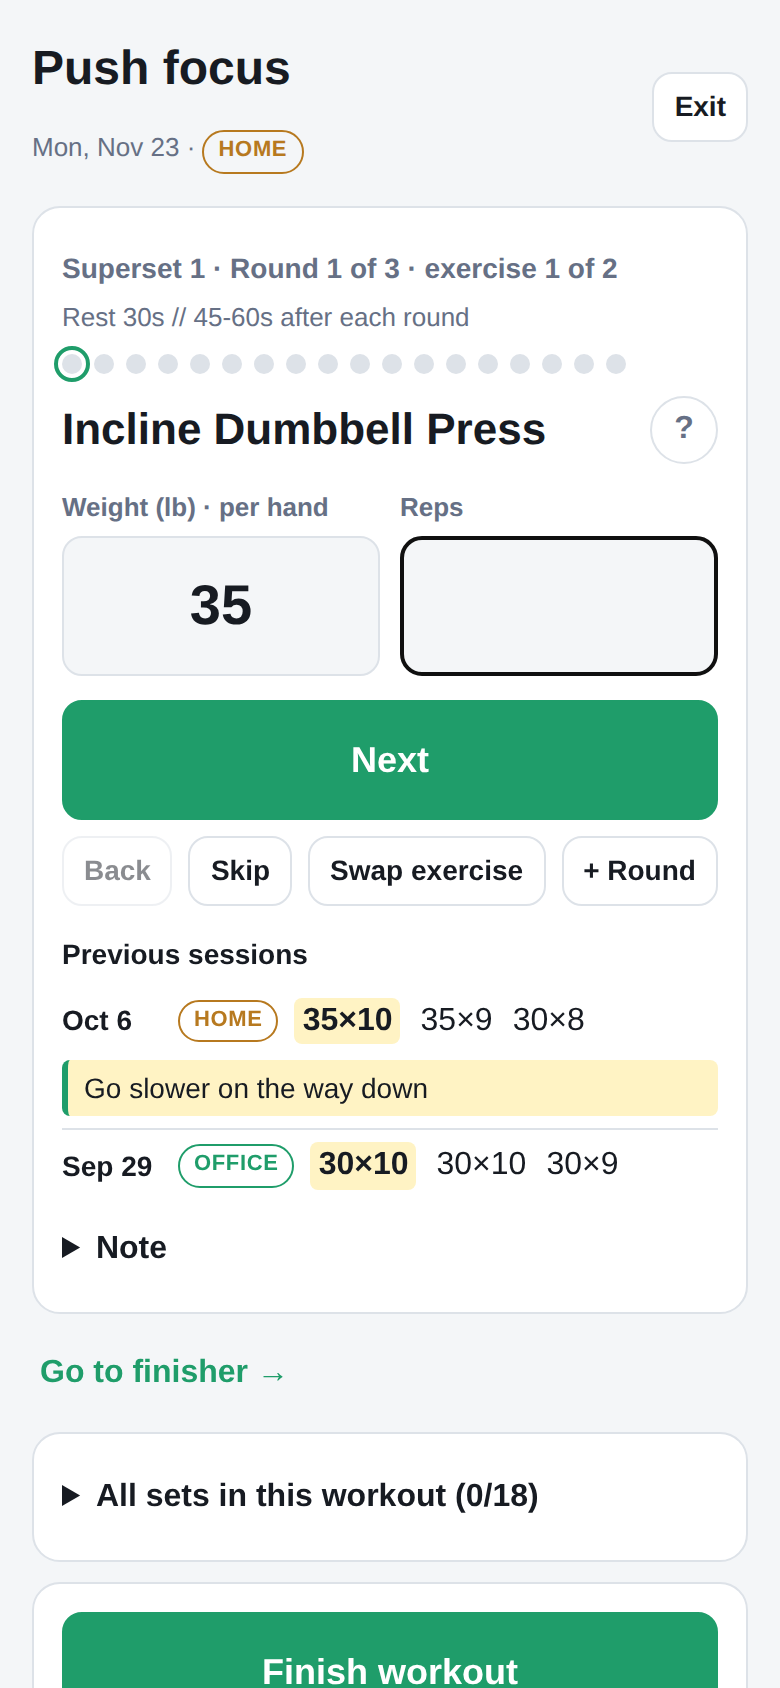 Push focus
Exit
Mon, Nov 23 · HOME
Superset 1 · Round 1 of 3 · exercise 1 of 2
Rest 30s // 45-60s after each round
Incline Dumbbell Press
?
Weight (lb) · per hand
Reps
35
Next
Back Skip Swap exercise + Round
Previous sessions
Oct 6 HOME 35×10 35×9 30×8
Go slower on the way down
Sep 29 OFFICE 30×10 30×10 30×9
Note
Go to finisher →
All sets in this workout (0/18)
Finish workout